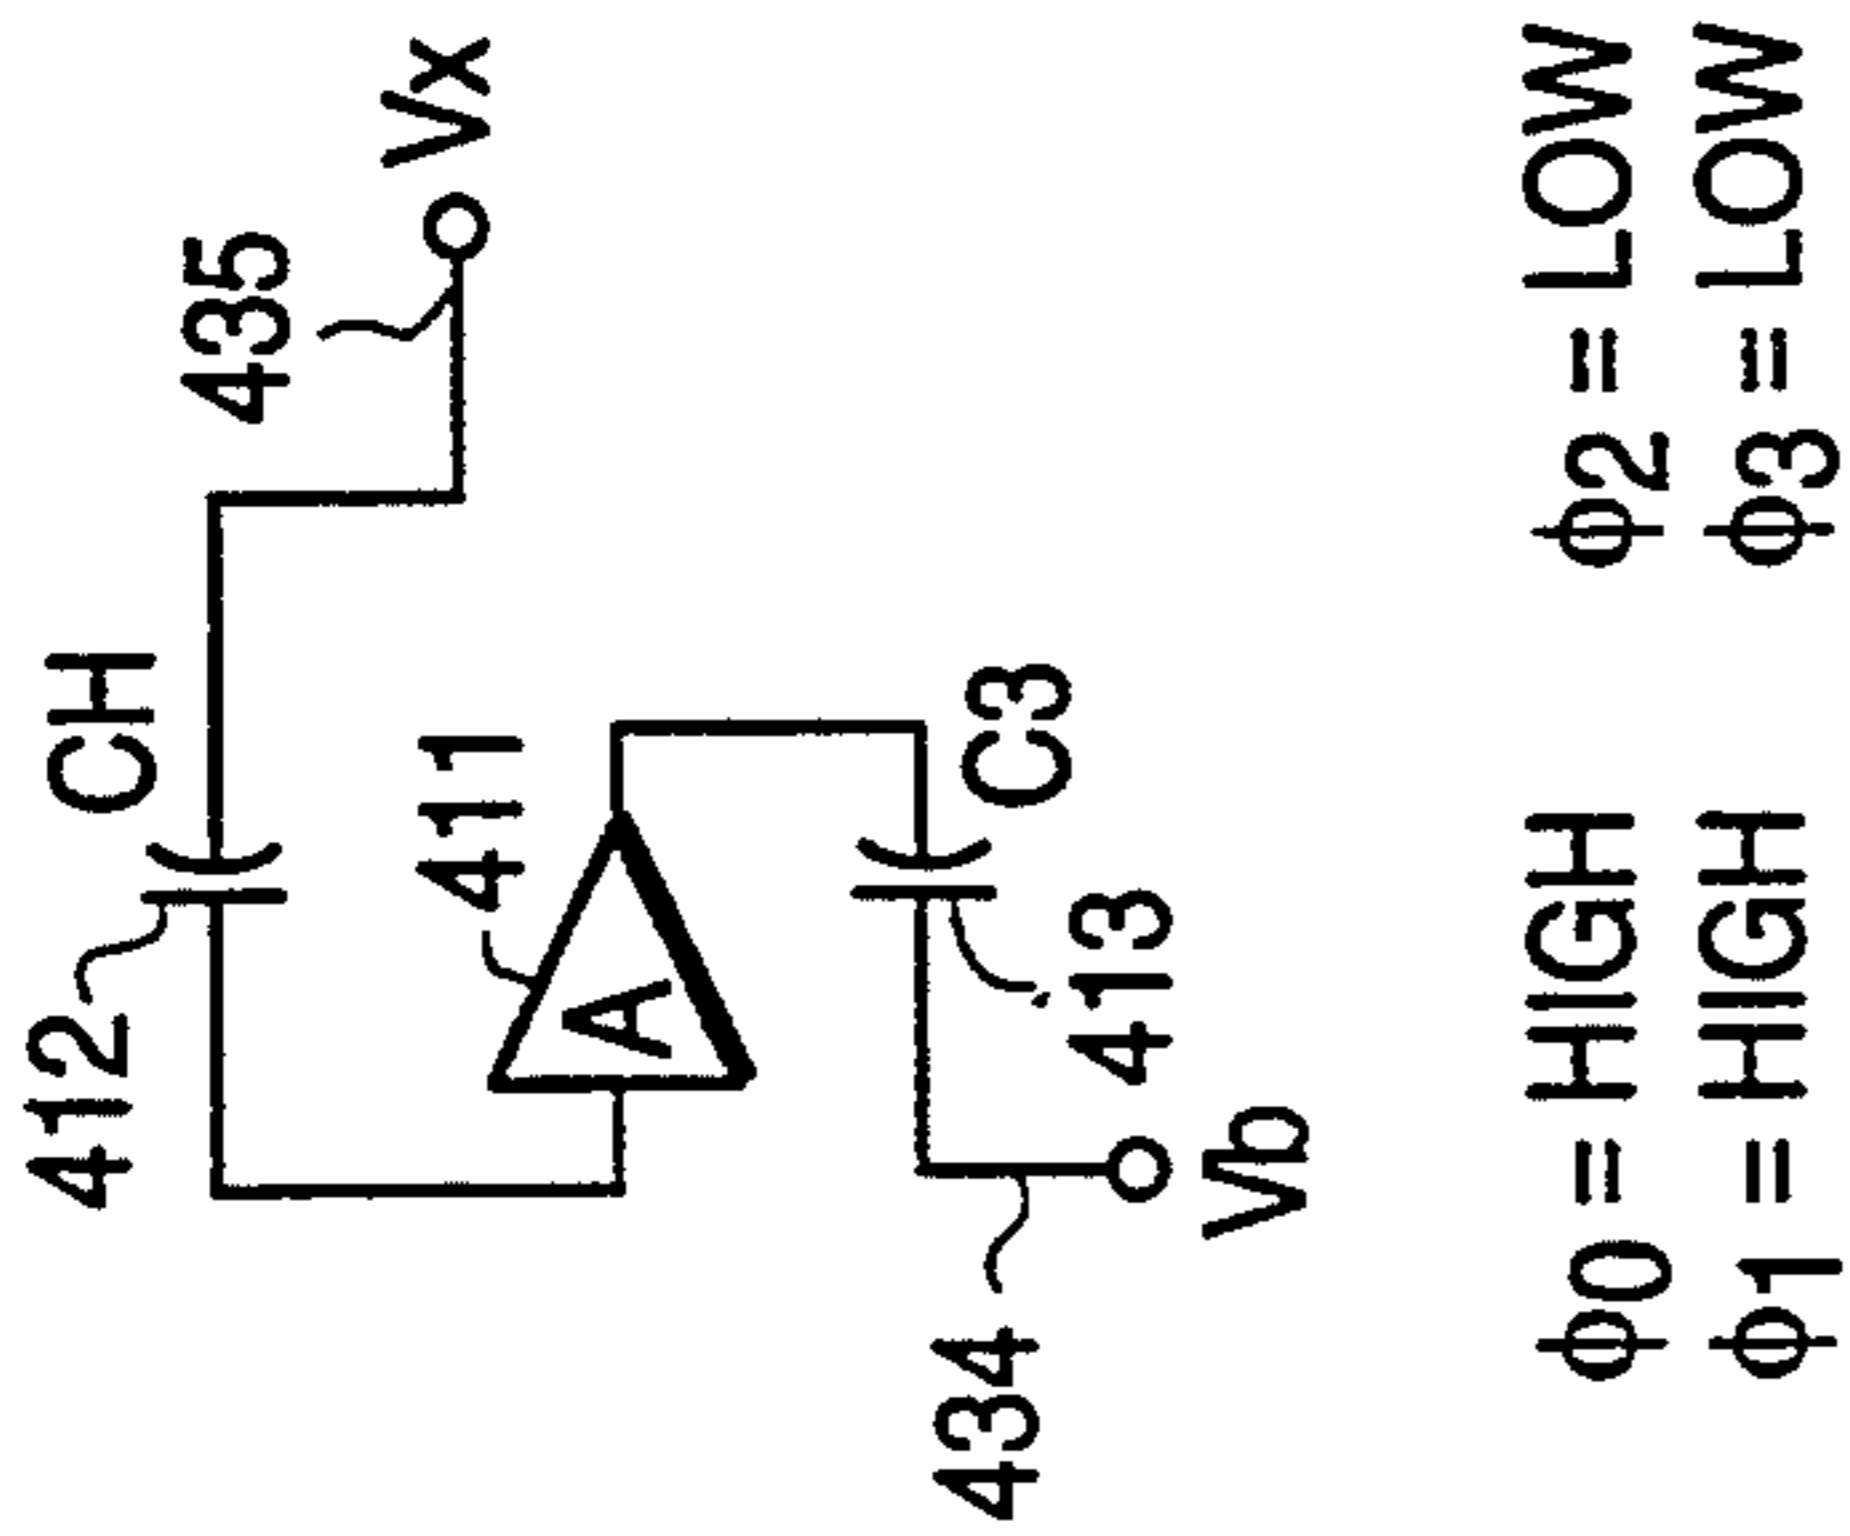 412
CH
435
Vx
411
A
C3
413
434
Vb
φ0 = HIGH
φ2 = LOW
φ1 = HIGH
φ3 = LOW